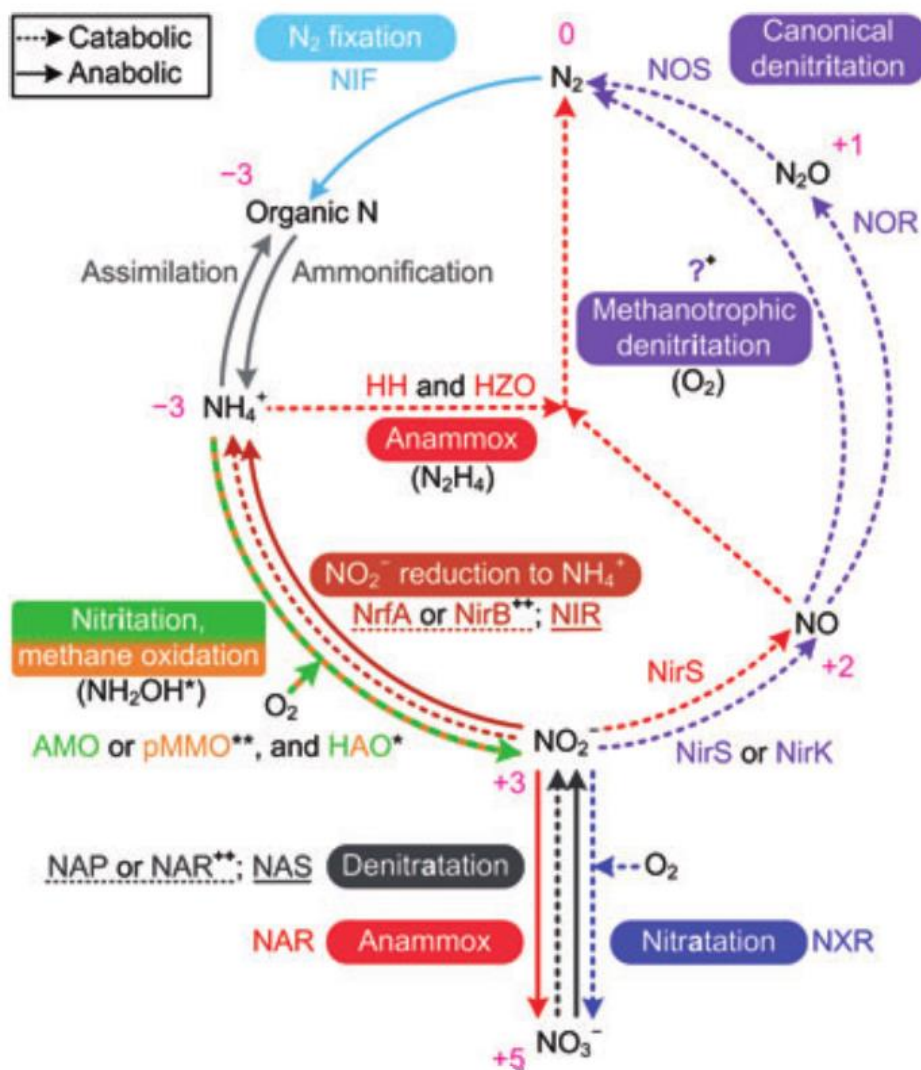 Catabolic
Anabolic
N₂ fixation
NIF
0
N₂
NOS
Canonical
denitritation
+1
N₂O
NOR
−3
Organic N
Assimilation
Ammonification
?⁺
Methanotrophic
denitritation
(O₂)
−3 NH₄⁺
HH and HZO
Anammox
(N₂H₄)
NO₂⁻ reduction to NH₄⁺
NrfA or NirB⁺⁺; NIR
Nitritation,
methane oxidation
(NH₂OH*)
O₂
AMO or pMMO**, and HAO*
NO
+2
NirS
NO₂⁻
NirS or NirK
+3
NAP or NAR⁺⁺; NAS
Denitratation
O₂
NAR
Anammox
Nitratation
NXR
+5
NO₃⁻